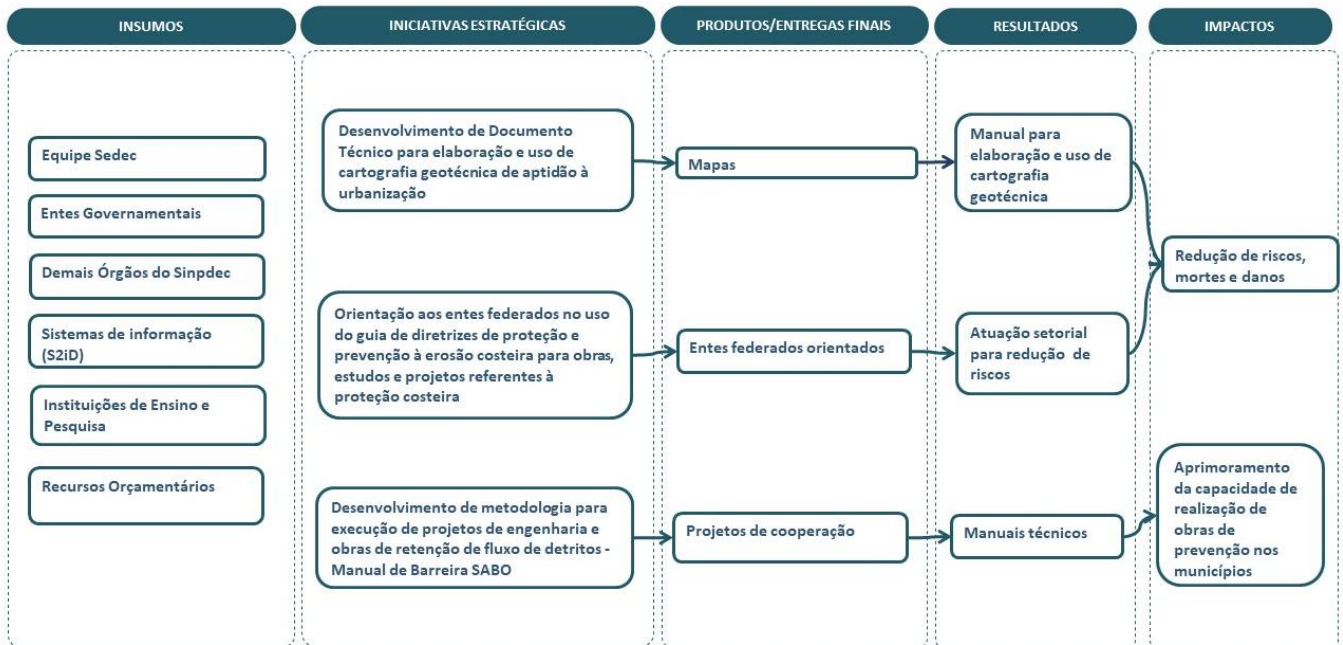 INSUMOS
INICIATIVAS ESTRATÉGICAS
PRODUTOS/ENTREGAS FINAIS
RESULTADOS
IMPACTOS
Equipe Sedec
Entes Governamentais
Demais Órgãos do Sinpdec
Sistemas de informação
(S2iD)
Instituições de Ensino e
Pesquisa
Recursos Orçamentários
Desenvolvimento de Documento
Técnico para elaboração e uso de
cartografia geotécnica de aptidão à
urbanização
Orientação aos entes federados no uso
do guia de diretrizes de proteção e
prevenção à erosão costeira para obras,
estudos e projetos referentes à
proteção costeira
Desenvolvimento de metodologia para
execução de projetos de engenharia e
obras de retenção de fluxo de detritos -
Manual de Barreira SABO
Mapas
Entes federados orientados
Projetos de cooperação
Manual para
elaboração e uso de
cartografia
geotécnica
Atuação setorial
para redução de
riscos
Manuais técnicos
Redução de riscos,
mortes e danos
Aprimoramento
da capacidade de
realização de
obras de
prevenção nos
municípios